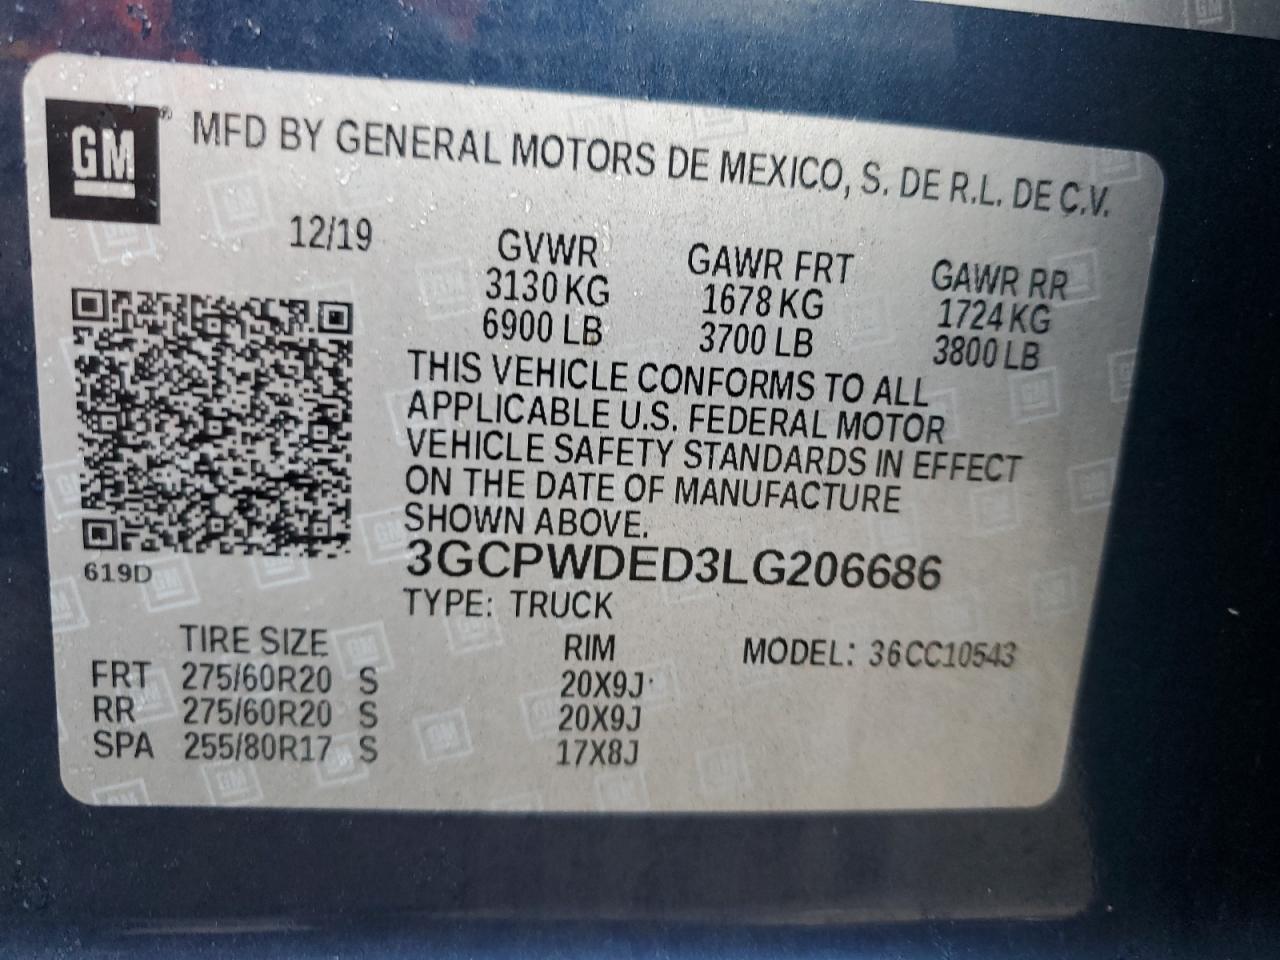 GM
MFD BY GENERAL MOTORS DE MEXICO, S. DE R.L. DE C.V.
12/19
GVWR GAWR FRT GAWR RR
3130 KG 1678 KG 1724 KG
6900 LB 3700 LB 3800 LB
THIS VEHICLE CONFORMS TO ALL
APPLICABLE U.S. FEDERAL MOTOR
VEHICLE SAFETY STANDARDS IN EFFECT
ON THE DATE OF MANUFACTURE
SHOWN ABOVE.
3GCPWDED3LG206686
619D
TYPE: TRUCK
TIRE SIZE RIM MODEL: 36CC10543
FRT 275/60R20 S 20X9J
RR 275/60R20 S 20X9J
SPA 255/80R17 S 17X8J